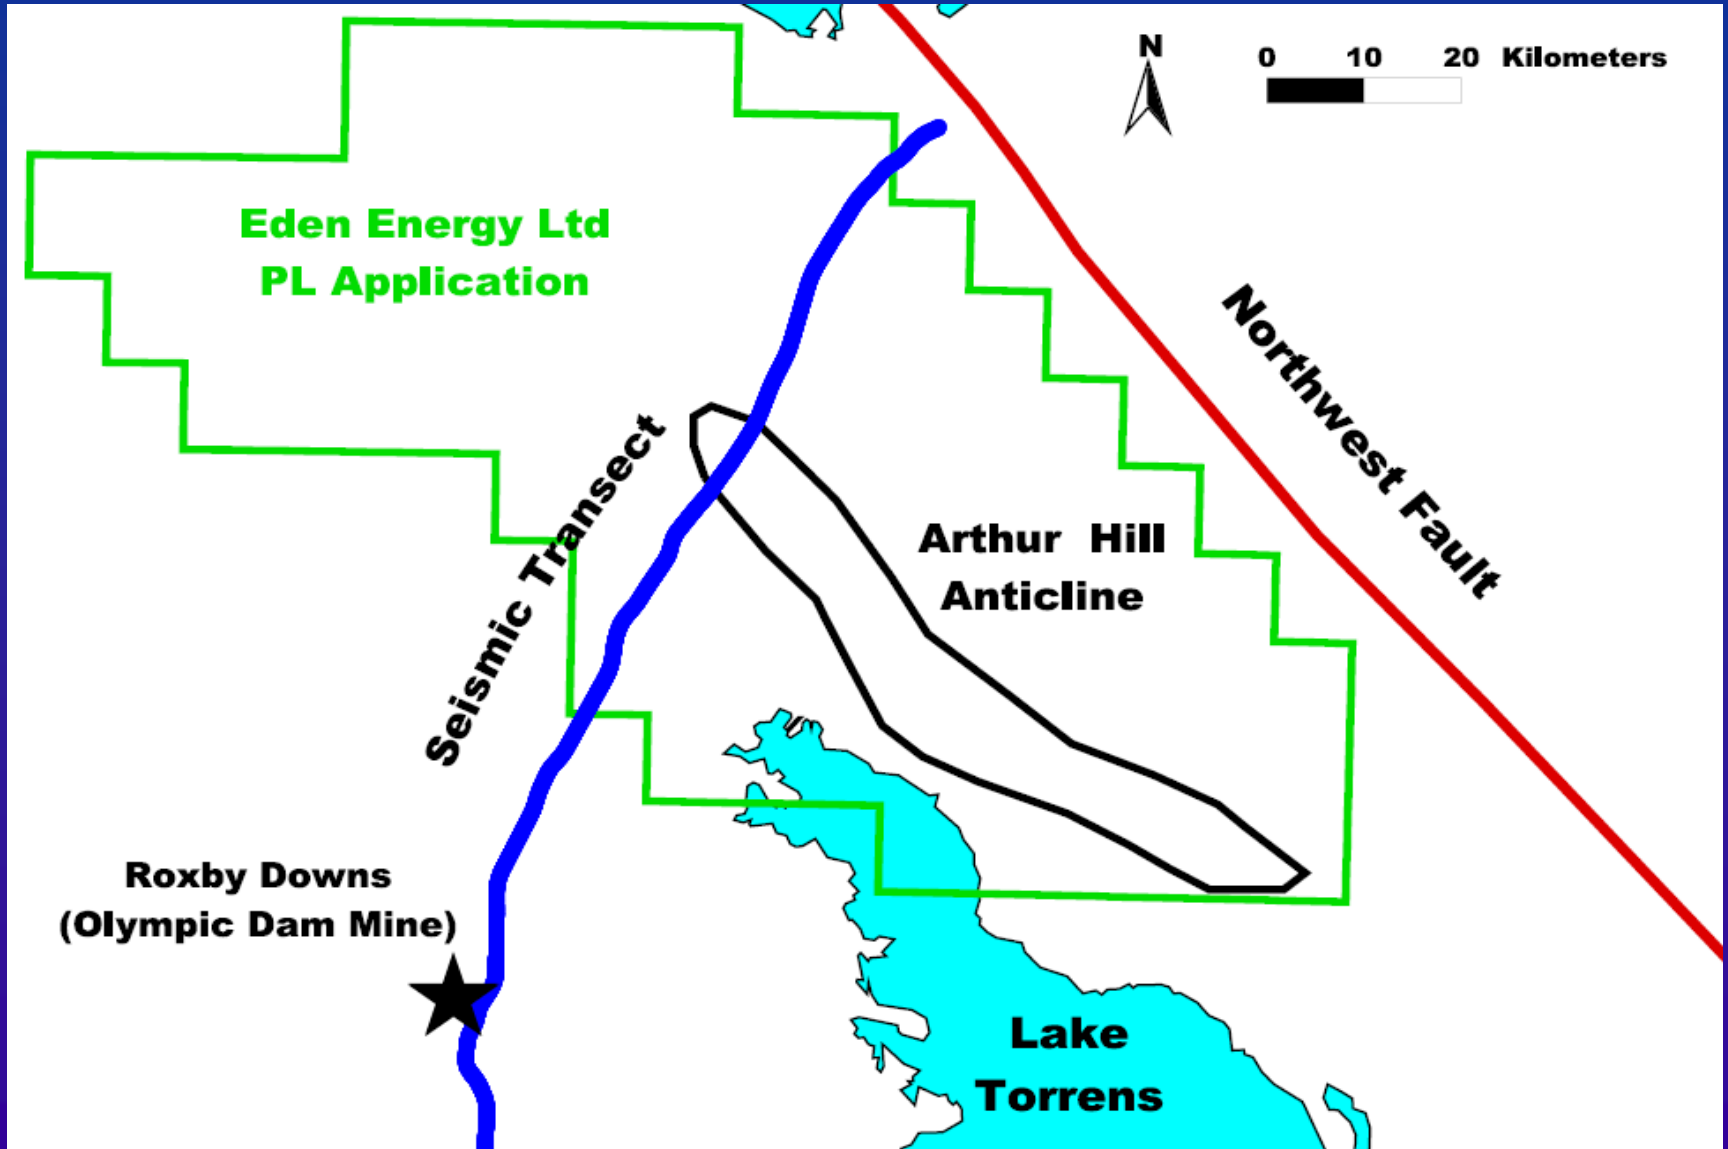 N
0 10 20 Kilometers
Eden Energy Ltd
PL Application
Northwest Fault
Seismic Transect
Arthur Hill
Anticline
Roxby Downs
(Olympic Dam Mine)
Lake
Torrens